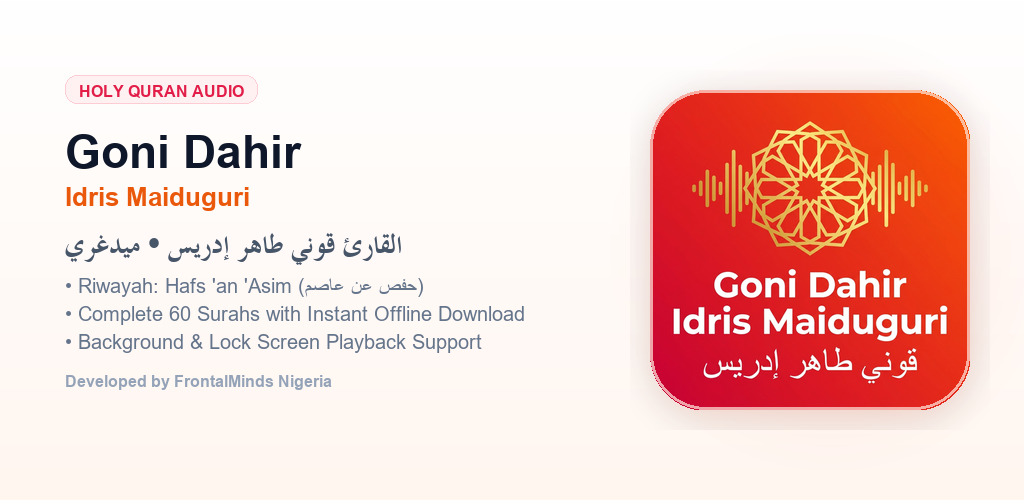 HOLY QURAN AUDIO
Goni Dahir
Idris Maiduguri
القارئ قوني طاهر إدريس • ميدغري
• Riwayah: Hafs 'an 'Asim (حفص عن عاصم)
• Complete 60 Surahs with Instant Offline Download
• Background & Lock Screen Playback Support
Developed by FrontalMinds Nigeria
Goni Dahir
Idris Maiduguri
قوني طاهر إدريس